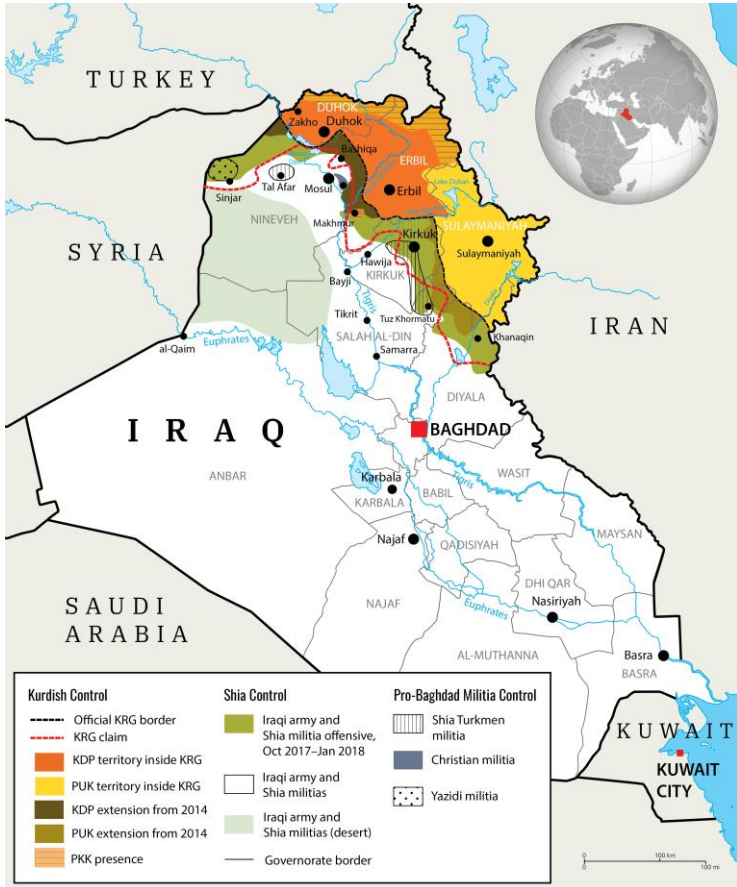 TURKEY
DUHOK
Zakho
Duhok
Bashiqa
ERBIL
Sinjar
Tal Afar
Mosul
Erbil
Lake Dukan
NINEVEH
Makhmur
SULAYMANIYAH
Kirkuk
SYRIA
Sulaymaniyah
Hawija
KIRKUK
Bayji
Diyala
Tigris
IRAN
Tikrit
Tuz Khormatu
SALAH AL-DIN
al-Qaim
Euphrates
Samarra
Khanaqin
DIYALA
IRAQ
BAGHDAD
ANBAR
WASIT
Tigris
Karbala
KARBALA
BABIL
MAYSAN
Najaf
QADISIYAH
SAUDI
ARABIA
NAJAF
DHI QAR
Euphrates
Nasiriyah
AL-MUTHANNA
Basra
BASRA
KUWAIT
KUWAIT
CITY
Kurdish Control
Official KRG border
KRG claim
KDP territory inside KRG
PUK territory inside KRG
KDP extension from 2014
PUK extension from 2014
PKK presence
Shia Control
Iraqi army and
Shia militia offensive,
Oct 2017–Jan 2018
Iraqi army and
Shia militias
Iraqi army and
Shia militias (desert)
Governorate border
Pro-Baghdad Militia Control
Shia Turkmen
militia
Christian militia
Yazidi militia
0
100 km
100 mi